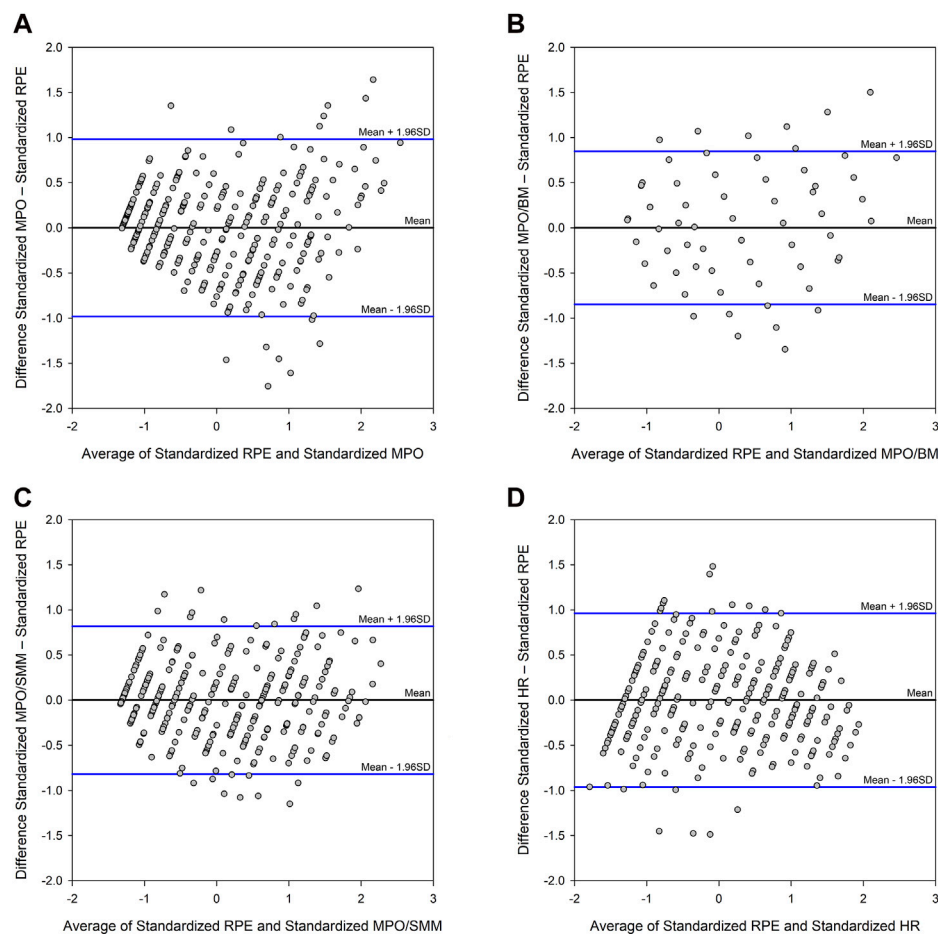 A
Difference Standardized MPO – Standardized RPE
2.0
1.5
1.0
0.5
0.0
-0.5
-1.0
-1.5
-2.0
Mean + 1.96SD
Mean
Mean - 1.96SD
-2 -1 0 1 2 3
Average of Standardized RPE and Standardized MPO
B
Difference Standardized MPO/BM – Standardized RPE
2.0
1.5
1.0
0.5
0.0
-0.5
-1.0
-1.5
-2.0
Mean + 1.96SD
Mean
Mean - 1.96SD
-2 -1 0 1 2 3
Average of Standardized RPE and Standardized MPO/BM
C
Difference Standardized MPO/SMM – Standardized RPE
2.0
1.5
1.0
0.5
0.0
-0.5
-1.0
-1.5
-2.0
Mean + 1.96SD
Mean
Mean - 1.96SD
-2 -1 0 1 2 3
Average of Standardized RPE and Standardized MPO/SMM
D
Difference Standardized HR – Standardized RPE
2.0
1.5
1.0
0.5
0.0
-0.5
-1.0
-1.5
-2.0
Mean + 1.96SD
Mean
Mean - 1.96SD
-2 -1 0 1 2 3
Average of Standardized RPE and Standardized HR